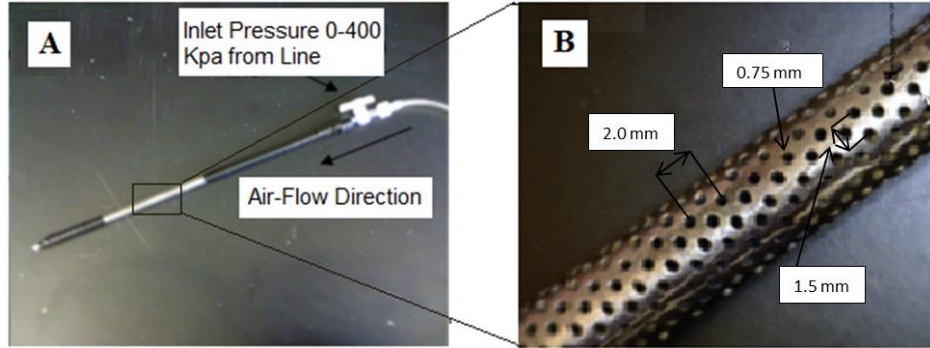 A
Inlet Pressure 0-400
Kpa from Line
Air-Flow Direction
B
0.75 mm
2.0 mm
1.5 mm